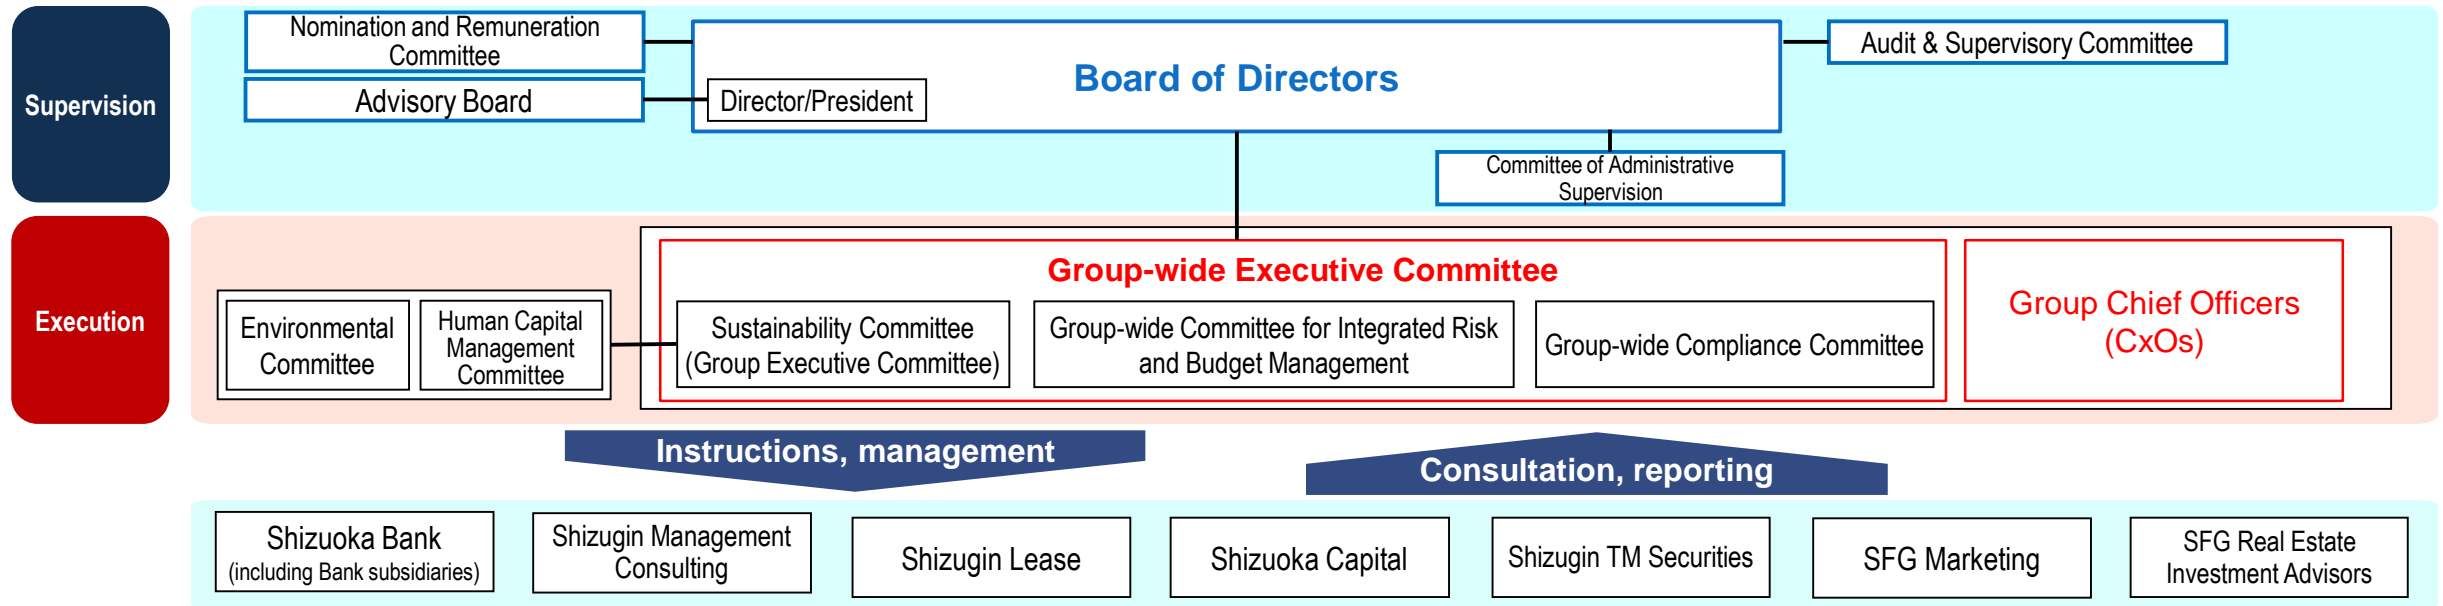 Supervision
Nomination and Remuneration
Committee
Advisory Board
Director/President
Board of Directors
Audit & Supervisory Committee
Committee of Administrative
Supervision
Execution
Group-wide Executive Committee
Environmental
Committee
Human Capital
Management
Committee
Sustainability Committee
(Group Executive Committee)
Group-wide Committee for Integrated Risk
and Budget Management
Group-wide Compliance Committee
Group Chief Officers
(CxOs)
Instructions, management
Consultation, reporting
Shizuoka Bank
(including Bank subsidiaries)
Shizugin Management
Consulting
Shizugin Lease
Shizuoka Capital
Shizugin TM Securities
SFG Marketing
SFG Real Estate
Investment Advisors